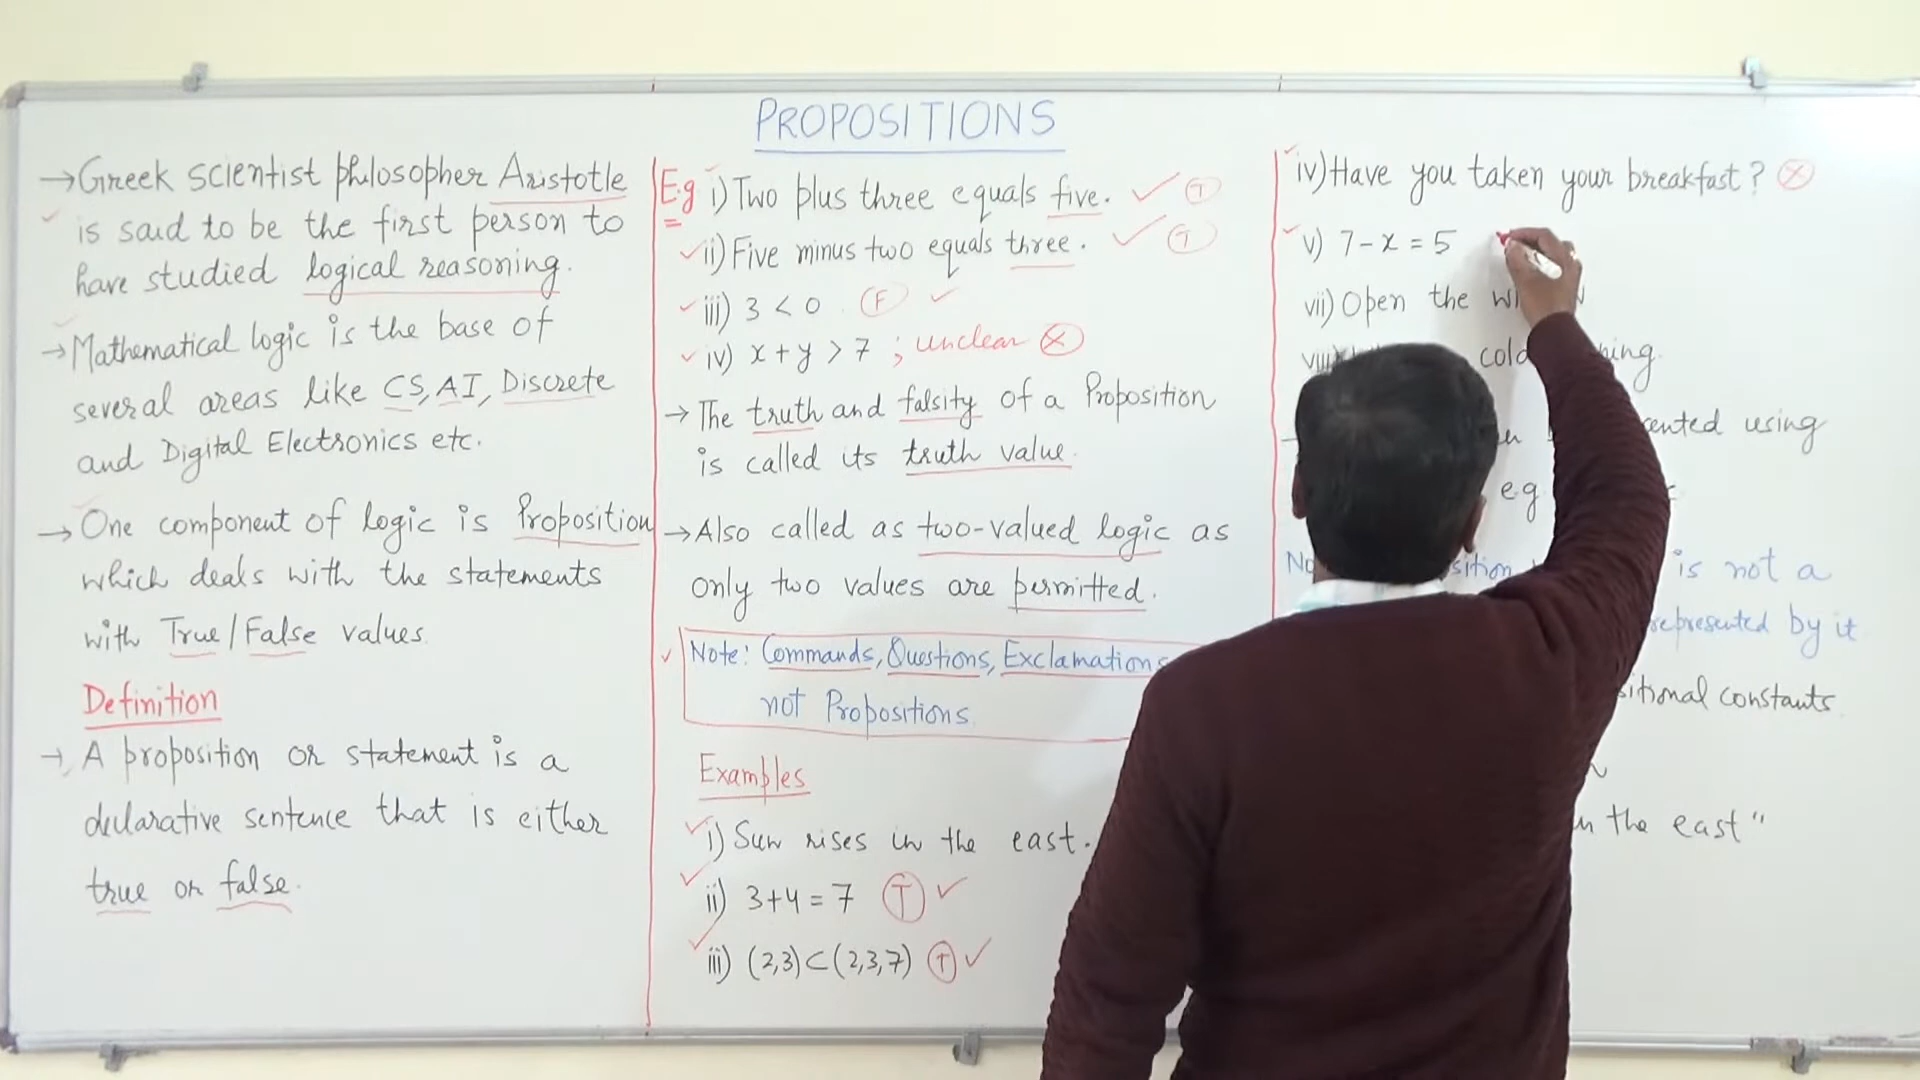 PROPOSITIONS
→ Greek scientist philosopher Aristotle
is said to be the first person to
have studied logical reasoning.
→ Mathematical logic is the base of
several areas like CS, AI, Discrete
and Digital Electronics etc.
→ One component of logic is Proposition
which deals with the statements
with True/False values.
Definition
→ A proposition or statement is a
declarative sentence that is either
true or false.
E.g i) Two plus three equals five. ✓ T
ii) Five minus two equals three. ✓ T
iii) 3 < 0 F ✓
iv) x + y > 7 ; unclear X
→ The truth and falsity of a Proposition
is called its truth value.
→ Also called as two-valued logic as
only two values are permitted.
Note: Commands, Questions, Exclamations
not Propositions.
Examples
i) Sun rises in the east.
ii) 3+4 = 7 T ✓
iii) (2,3) ⊂ (2,3,7) T ✓
iv) Have you taken your breakfast? X
v) 7 - x = 5
vii) Open the
viii) cold
using
e.g
is not a
represented by it
constants.
the east"